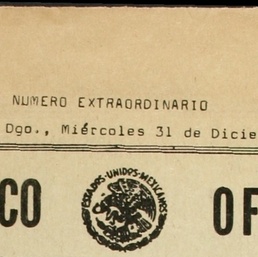 NUMERO EXTRAORDINARIO
Dgo., Miércoles 31 de Dicie
ESTADOS UNIDOS MEXICANOS
CO OF